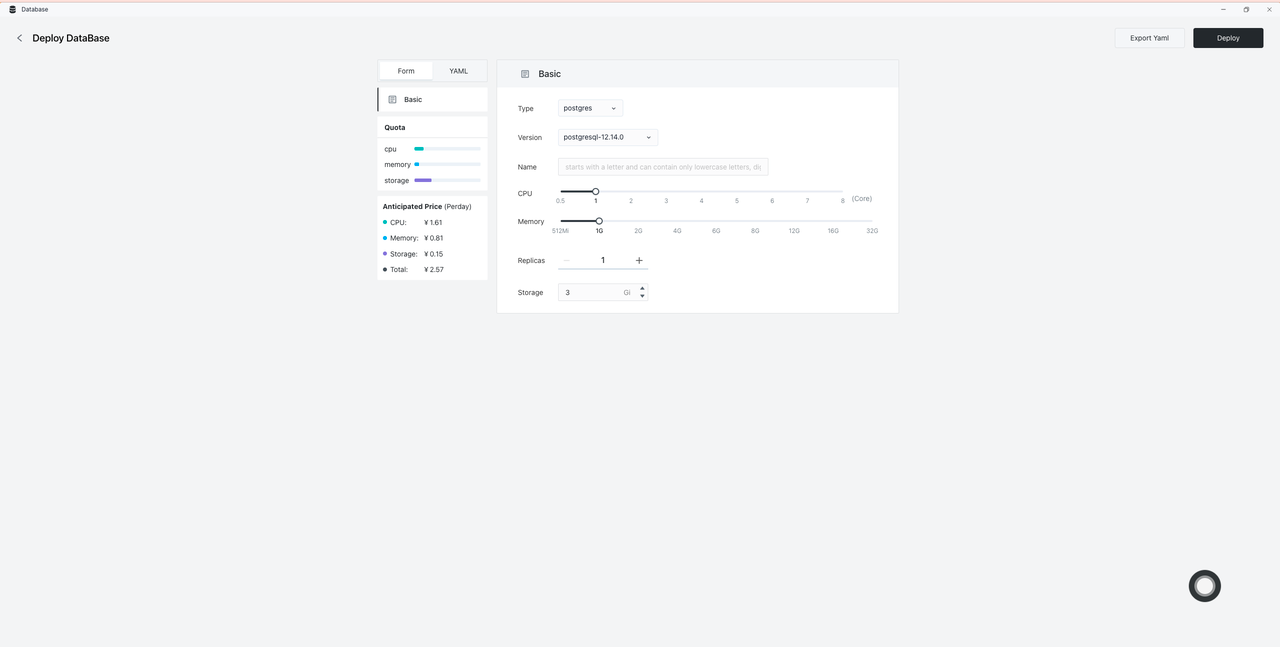 Database
Deploy DataBase
Export Yaml
Deploy
Form
YAML
Basic
Quota
cpu
memory
storage
Anticipated Price (Perday)
CPU: ¥ 1.61
Memory: ¥ 0.81
Storage: ¥ 0.15
Total: ¥ 2.57
Basic
Type postgres
Version postgresql-12.14.0
Name starts with a letter and can contain only lowercase letters,
CPU
0.5 1 2 3 4 5 6 7 8 (Core)
Memory
512Mi 1G 2G 4G 6G 8G 12G 16G 32G
Replicas 1
Storage 3 Gi